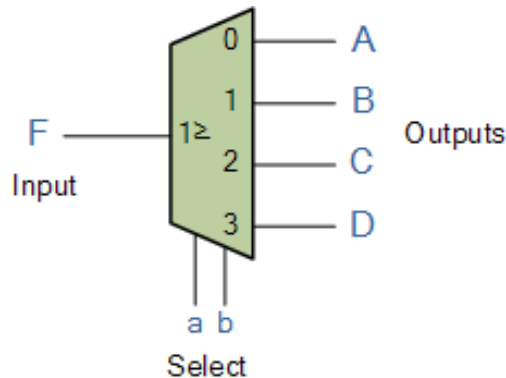 0 A
1 B
F 1≥ Outputs
2 C
Input
3 D
a b
Select